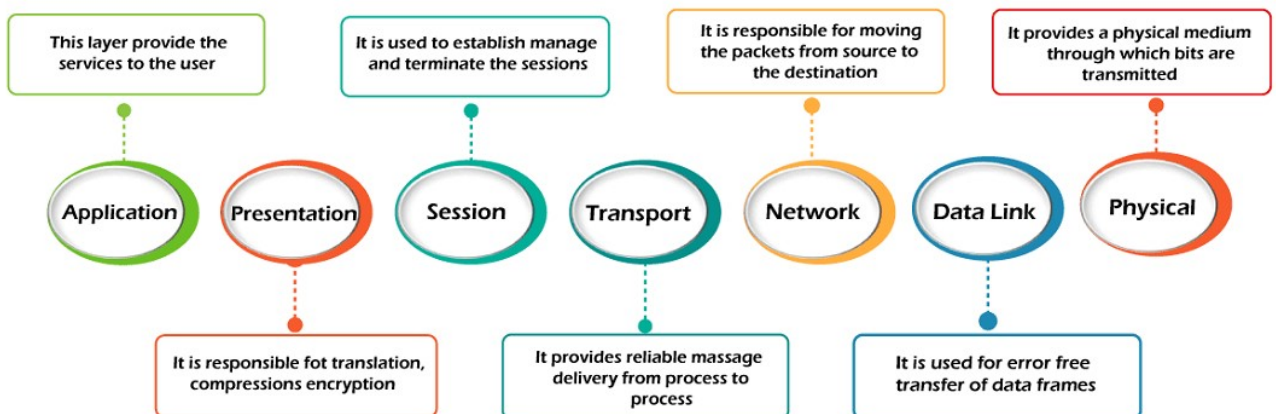 This layer provide the
services to the user
It is used to establish manage
and terminate the sessions
It is responsible for moving
the packets from source to
the destination
It provides a physical medium
through which bits are
transmitted
Application
Presentation
Session
Transport
Network
Data Link
Physical
It is responsible fot translation,
compressions encryption
It provides reliable massage
delivery from process to
process
It is used for error free
transfer of data frames